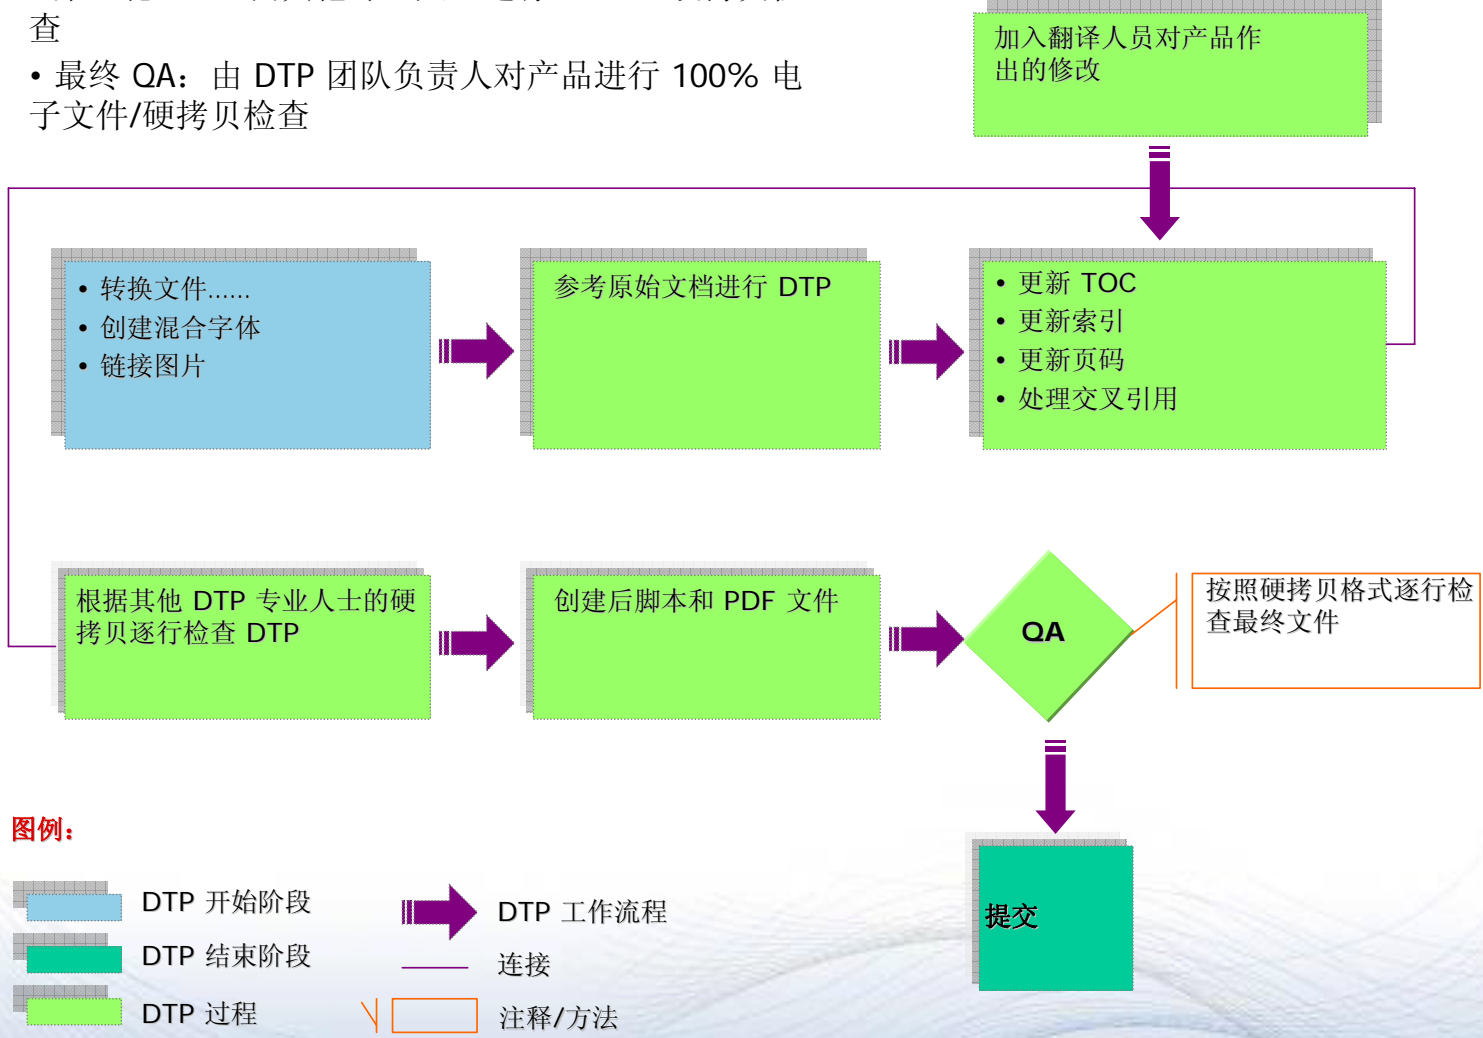 查
• 最终 QA：由 DTP 团队负责人对产品进行 100% 电
子文件/硬拷贝检查
加入翻译人员对产品作
出的修改
• 转换文件......
• 创建混合字体
• 链接图片
参考原始文档进行 DTP
• 更新 TOC
• 更新索引
• 更新页码
• 处理交叉引用
根据其他 DTP 专业人士的硬
拷贝逐行检查 DTP
创建后脚本和 PDF 文件
QA
按照硬拷贝格式逐行检
查最终文件
提交
图例：
DTP 开始阶段
DTP 工作流程
DTP 结束阶段
连接
DTP 过程
注释/方法